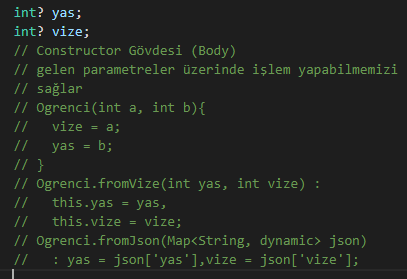 int? yas;
int? vize;
// Constructor Gövdesi (Body)
// gelen parametreler üzerinde işlem yapabilmemizi
// sağlar
// Ogrenci(int a, int b){
//   vize = a;
//   yas = b;
// }
// Ogrenci.fromVize(int yas, int vize) :
//   this.yas = yas,
//   this.vize = vize;
// Ogrenci.fromJson(Map<String, dynamic> json)
//   : yas = json['yas'],vize = json['vize'];